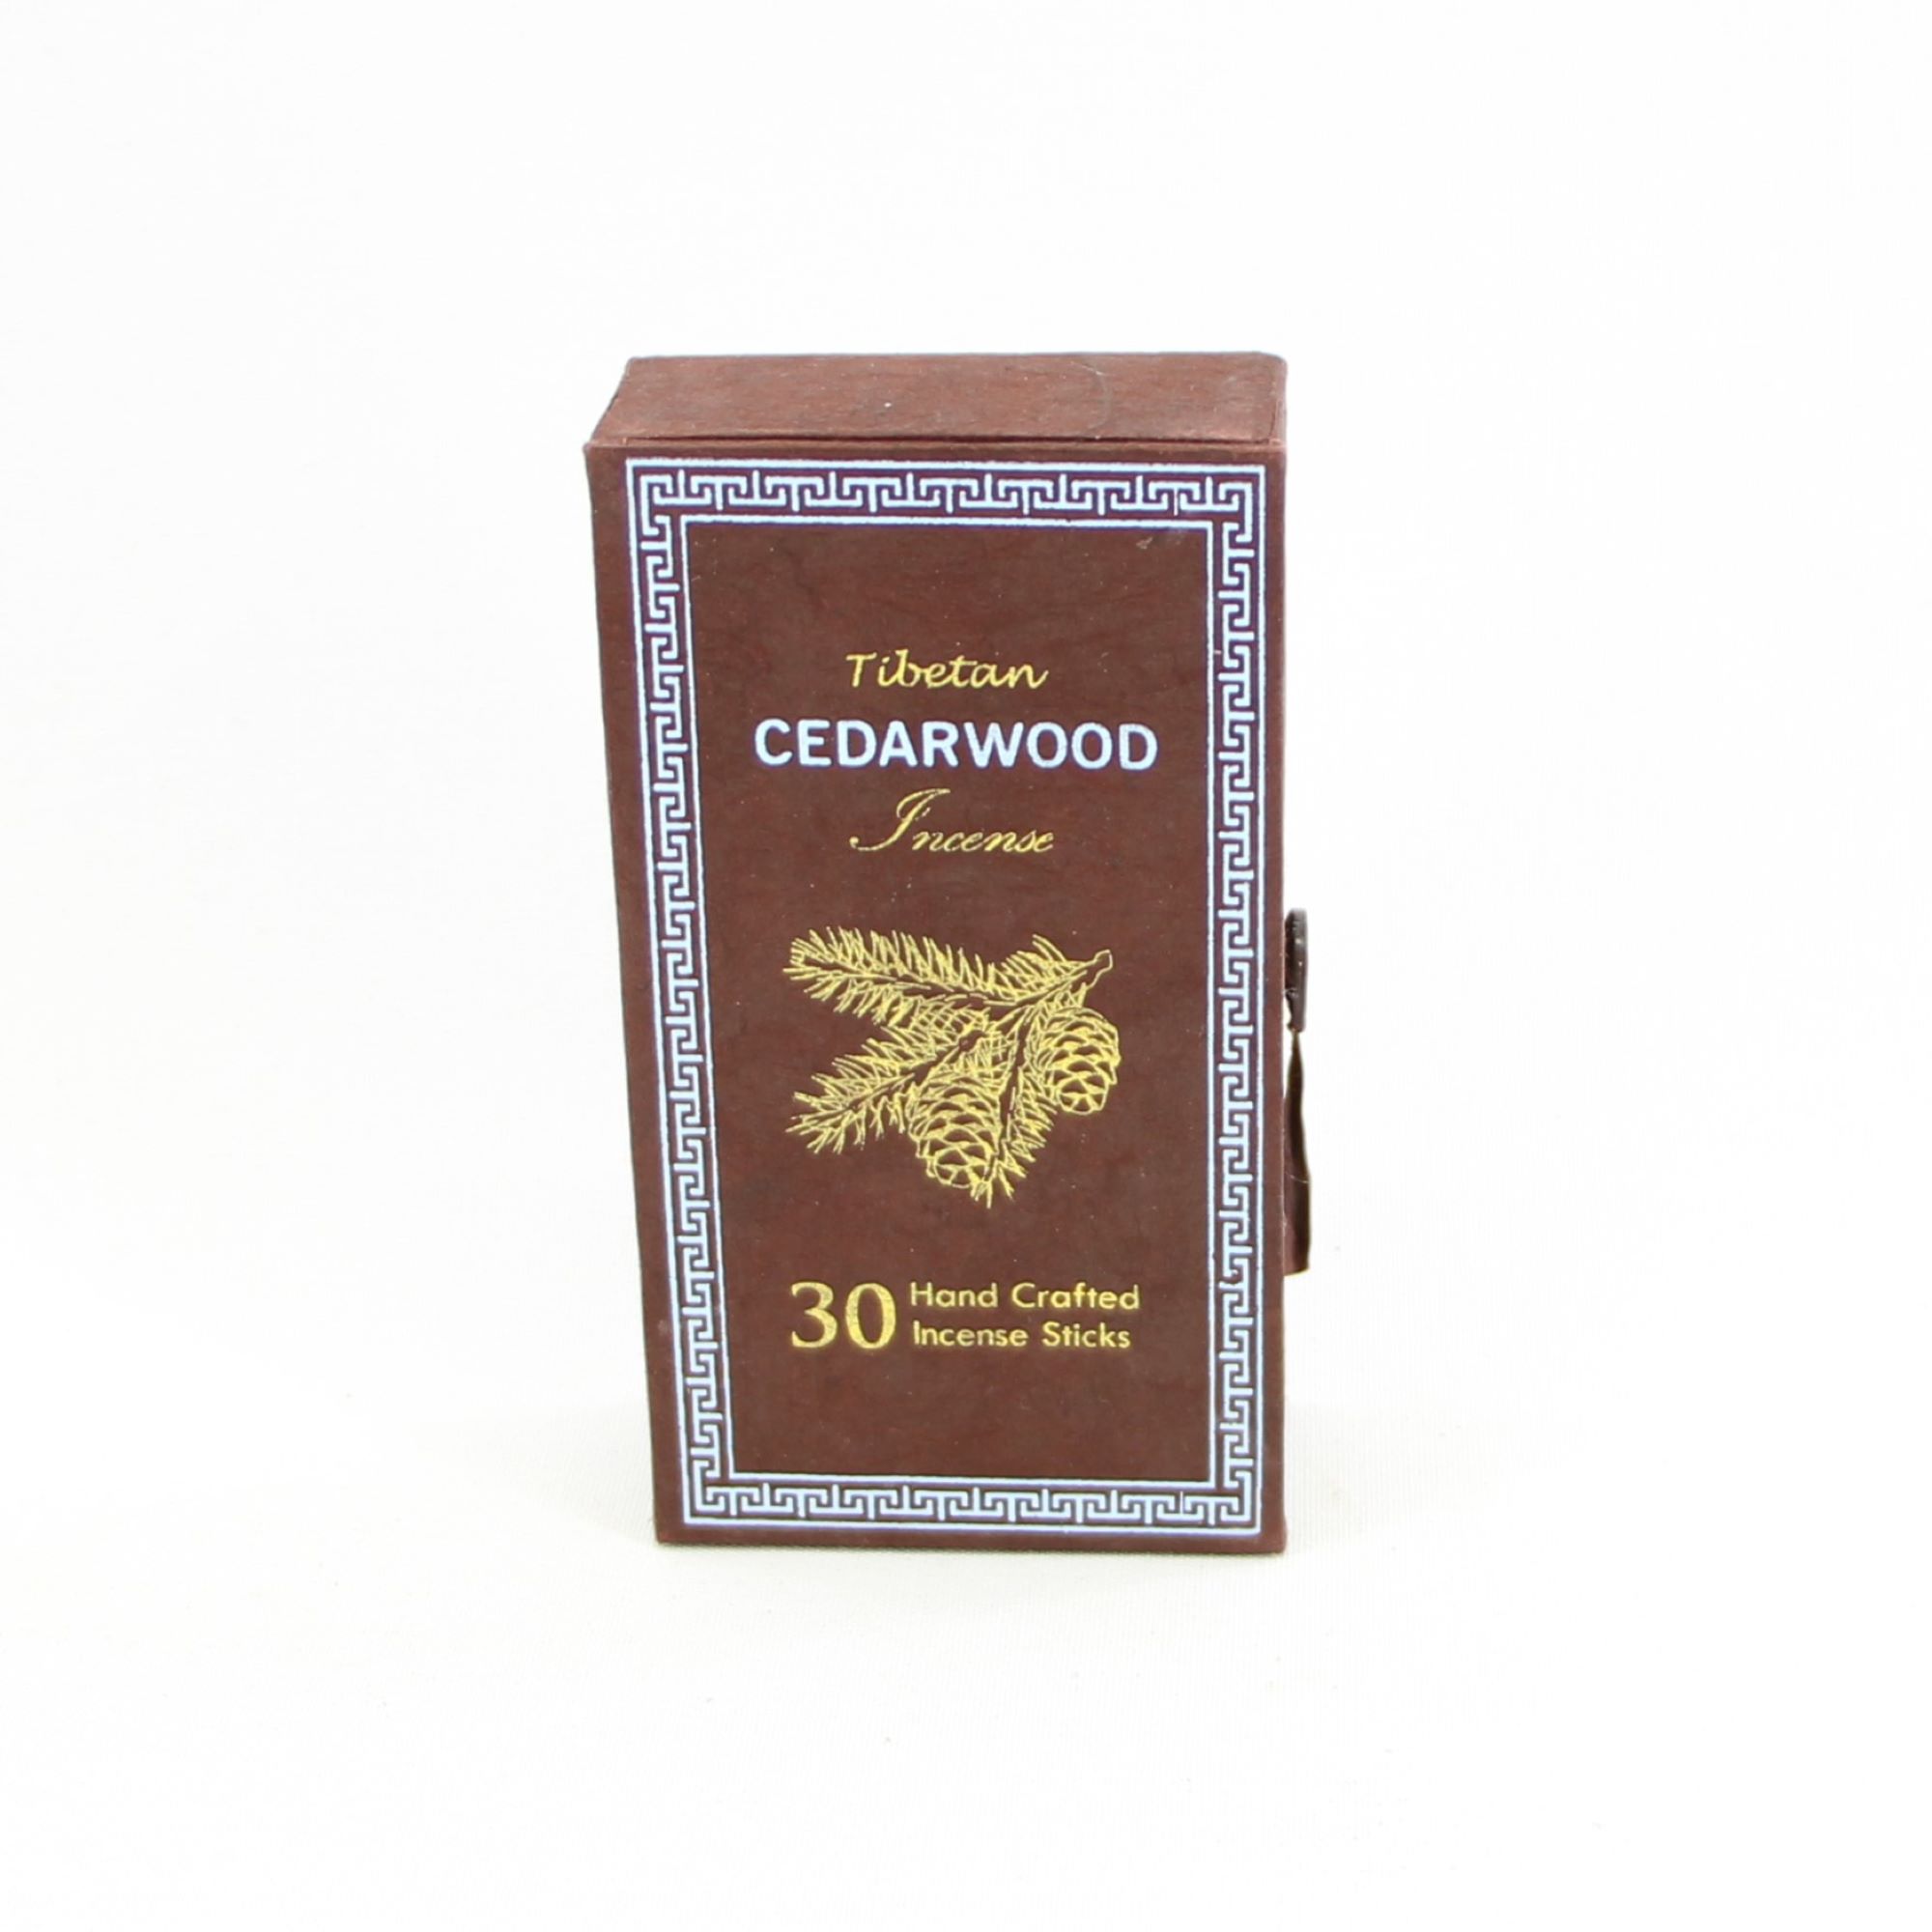 Tibetan
CEDARWOOD
Incense
30 Hand Crafted
Incense Sticks